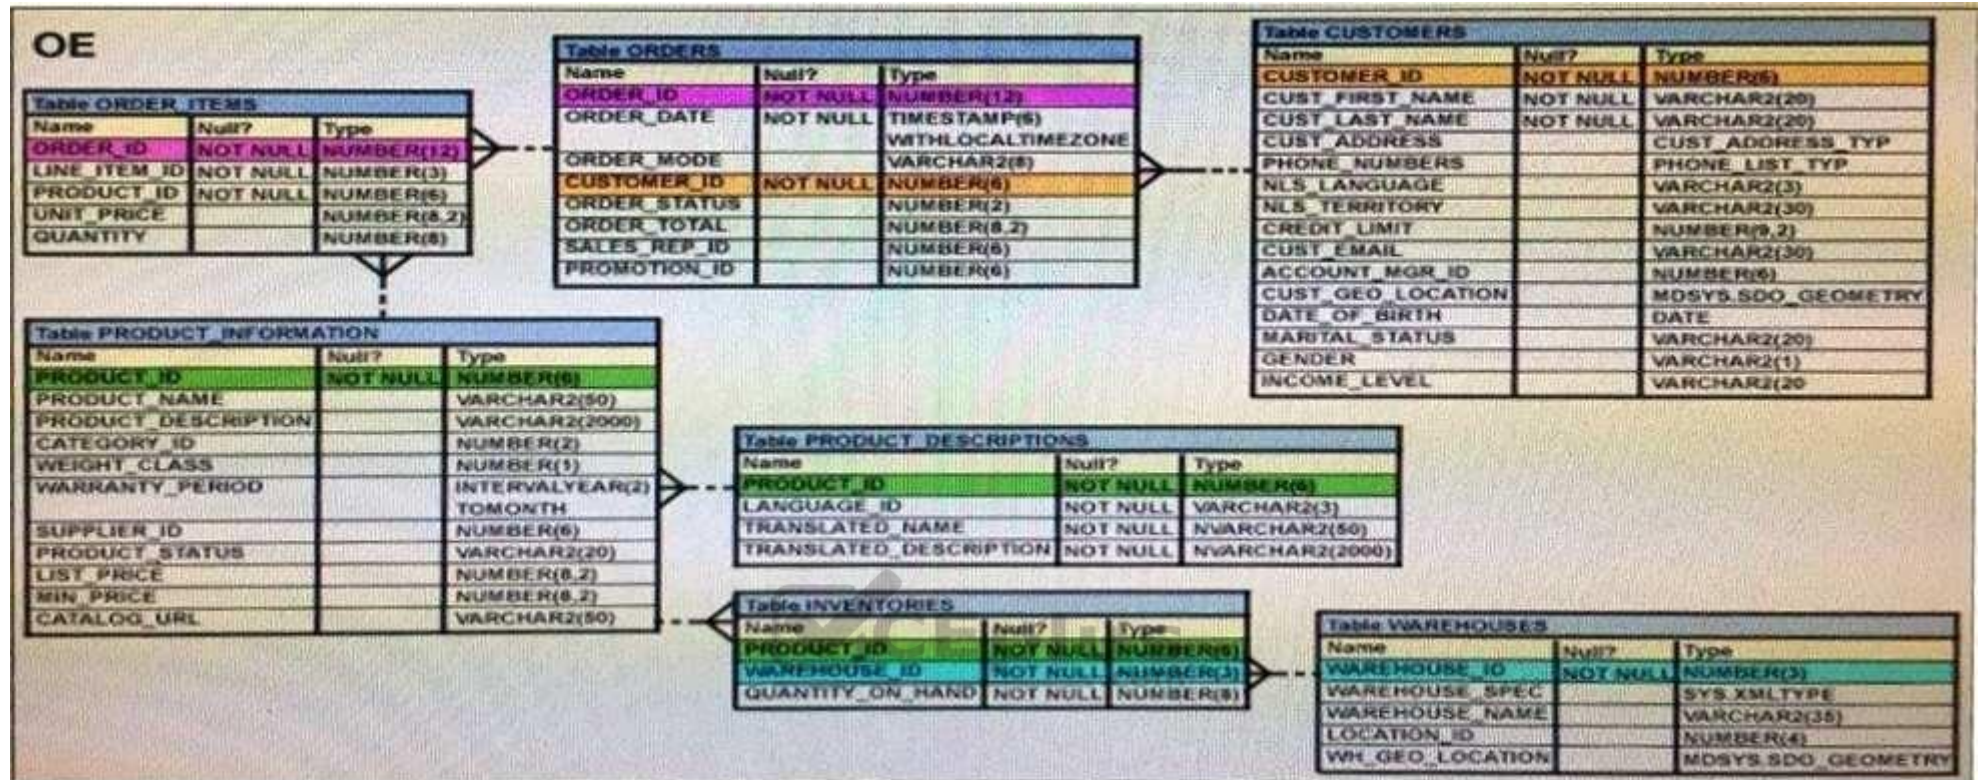 OE
Table ORDER_ITEMS
Name Null? Type
ORDER_ID NOT NULL NUMBER(12)
LINE_ITEM_ID NOT NULL NUMBER(3)
PRODUCT_ID NOT NULL NUMBER(6)
UNIT_PRICE NUMBER(8,2)
QUANTITY NUMBER(8)
Table ORDERS
Name Null? Type
ORDER_ID NOT NULL NUMBER(12)
ORDER_DATE NOT NULL TIMESTAMP(6)
WITHLOCALTIMEZONE
ORDER_MODE VARCHAR2(8)
CUSTOMER_ID NOT NULL NUMBER(6)
ORDER_STATUS NUMBER(2)
ORDER_TOTAL NUMBER(8,2)
SALES_REP_ID NUMBER(6)
PROMOTION_ID NUMBER(6)
Table CUSTOMERS
Name Null? Type
CUSTOMER_ID NOT NULL NUMBER(6)
CUST_FIRST_NAME NOT NULL VARCHAR2(20)
CUST_LAST_NAME NOT NULL VARCHAR2(20)
CUST_ADDRESS CUST_ADDRESS_TYP
PHONE_NUMBERS PHONE_LIST_TYP
NLS_LANGUAGE VARCHAR2(3)
NLS_TERRITORY VARCHAR2(30)
CREDIT_LIMIT NUMBER(9,2)
CUST_EMAIL VARCHAR2(30)
ACCOUNT_MGR_ID NUMBER(6)
CUST_GEO_LOCATION MDSYS.SDO_GEOMETRY
DATE_OF_BIRTH DATE
MARITAL_STATUS VARCHAR2(20)
GENDER VARCHAR2(1)
INCOME_LEVEL VARCHAR2(20
Table PRODUCT_INFORMATION
Name Null? Type
PRODUCT_ID NOT NULL NUMBER(6)
PRODUCT_NAME VARCHAR2(50)
PRODUCT_DESCRIPTION VARCHAR2(2000)
CATEGORY_ID NUMBER(2)
WEIGHT_CLASS NUMBER(1)
WARRANTY_PERIOD INTERVALYEAR(2)
TOMONTH
SUPPLIER_ID NUMBER(6)
PRODUCT_STATUS VARCHAR2(20)
LIST_PRICE NUMBER(8,2)
MIN_PRICE NUMBER(8,2)
CATALOG_URL VARCHAR2(50)
Table PRODUCT_DESCRIPTIONS
Name Null? Type
PRODUCT_ID NOT NULL NUMBER(6)
LANGUAGE_ID NOT NULL VARCHAR2(3)
TRANSLATED_NAME NOT NULL NVARCHAR2(50)
TRANSLATED_DESCRIPTION NOT NULL NVARCHAR2(2000)
Table INVENTORIES
Name Null? Type
PRODUCT_ID NOT NULL NUMBER(6)
WAREHOUSE_ID NOT NULL NUMBER(3)
QUANTITY_ON_HAND NOT NULL NUMBER(8)
Table WAREHOUSES
Name Null? Type
WAREHOUSE_ID NOT NULL NUMBER(3)
WAREHOUSE_SPEC SYS.XMLTYPE
WAREHOUSE_NAME VARCHAR2(35)
LOCATION_ID NUMBER(4)
WH_GEO_LOCATION MDSYS.SDO_GEOMETRY